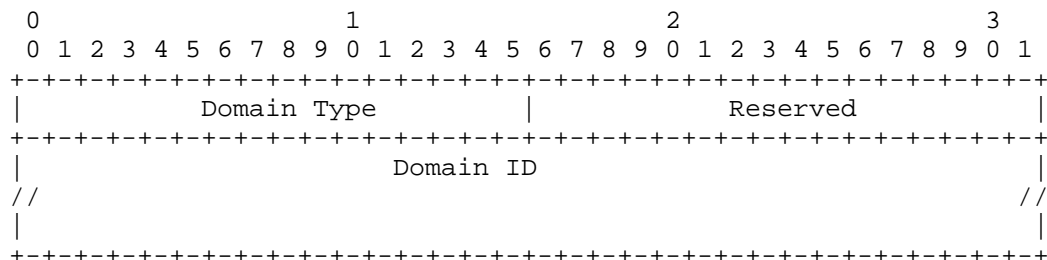 0                   1                   2                   3
 0 1 2 3 4 5 6 7 8 9 0 1 2 3 4 5 6 7 8 9 0 1 2 3 4 5 6 7 8 9 0 1
+-+-+-+-+-+-+-+-+-+-+-+-+-+-+-+-+-+-+-+-+-+-+-+-+-+-+-+-+-+-+-+-+
|           Domain Type         |            Reserved           |
+-+-+-+-+-+-+-+-+-+-+-+-+-+-+-+-+-+-+-+-+-+-+-+-+-+-+-+-+-+-+-+-+
|                       Domain ID                               |
//                                                             //
|                                                               |
+-+-+-+-+-+-+-+-+-+-+-+-+-+-+-+-+-+-+-+-+-+-+-+-+-+-+-+-+-+-+-+-+